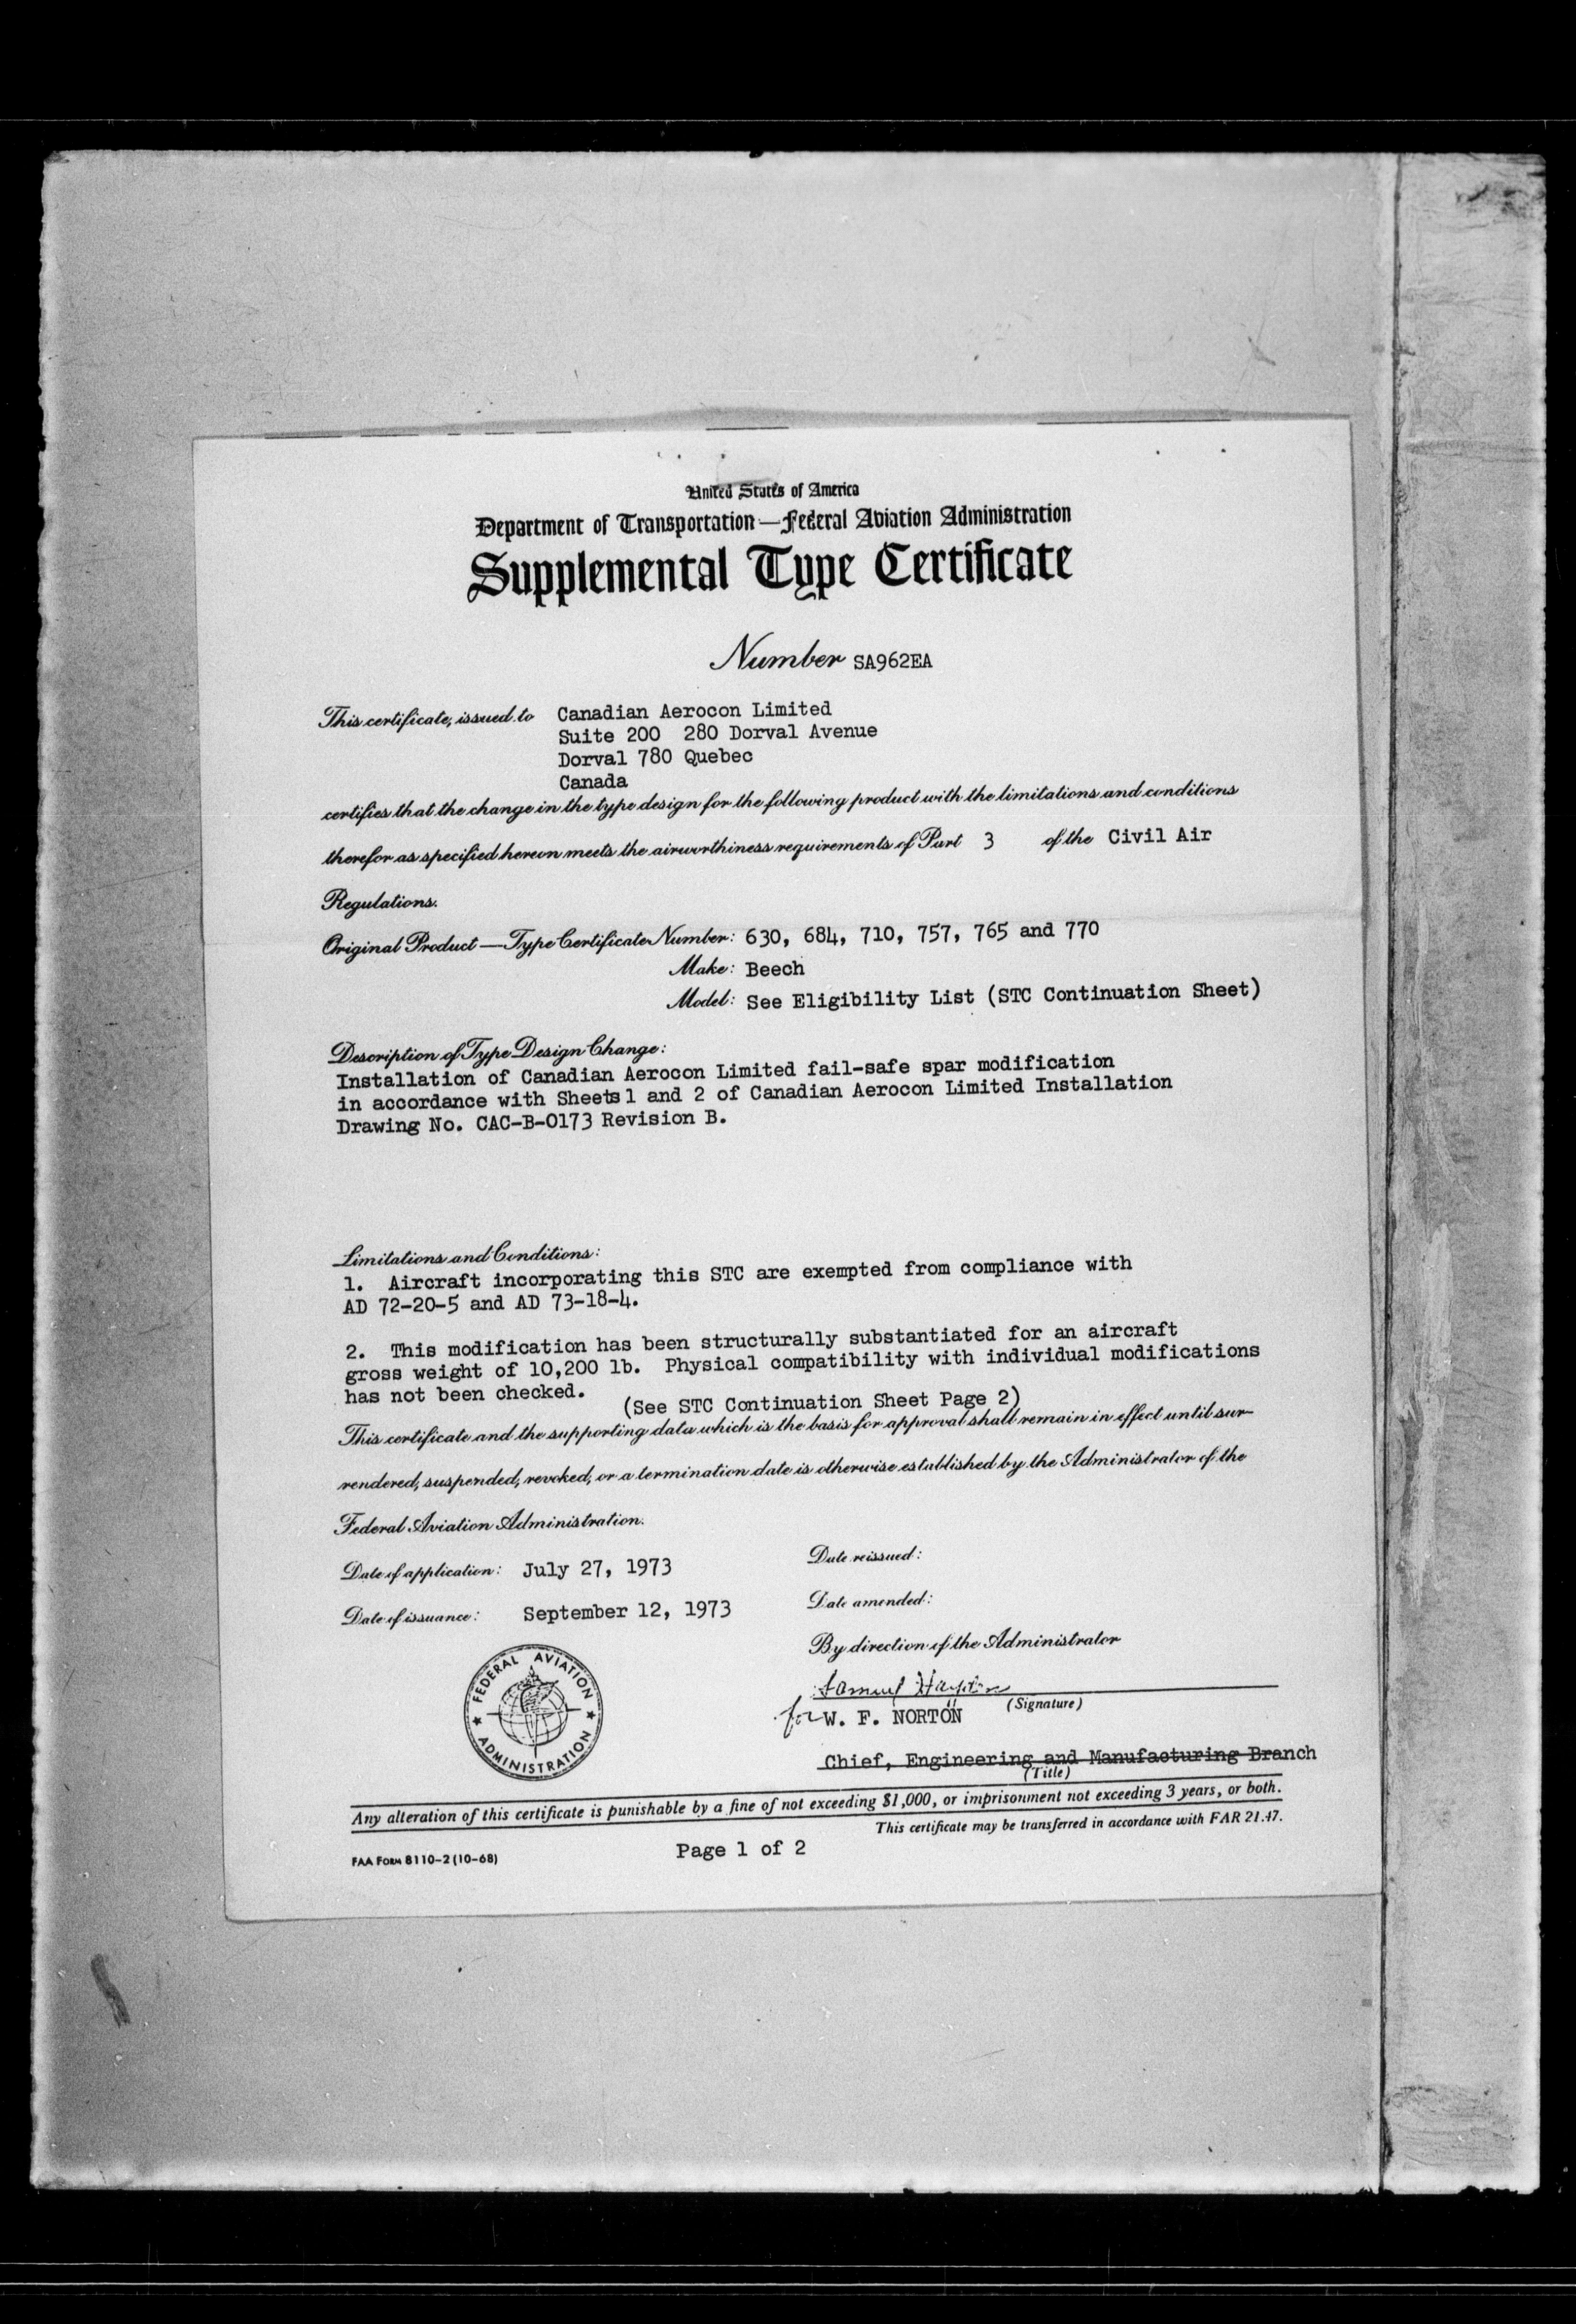 United States of America
Department of Transportation—Federal Aviation Administration
Supplemental Type Certificate
Number SA962EA
This certificate, issued to Canadian Aerocon Limited
Suite 200 280 Dorval Avenue
Dorval 780 Quebec
Canada
certifies that the change in the type design for the following product with the limitations and conditions
therefor as specified hereon meets the airworthiness requirements of Part 3 of the Civil Air
Regulations.
Original Product—Type Certificate Number: 630, 684, 710, 757, 765 and 770
Make: Beech
Model: See Eligibility List (STC Continuation Sheet)
Description of Type Design Change:
Installation of Canadian Aerocon Limited fail-safe spar modification
in accordance with Sheets 1 and 2 of Canadian Aerocon Limited Installation
Drawing No. CAC-B-0173 Revision B.
Limitations and Conditions:
1. Aircraft incorporating this STC are exempted from compliance with
AD 72-20-5 and AD 73-18-4.
2. This modification has been structurally substantiated for an aircraft
gross weight of 10,200 lb. Physical compatibility with individual modifications
has not been checked.
(See STC Continuation Sheet Page 2)
This certificate and the supporting data which is the basis for approval shall remain in effect until sur-
rendered, suspended, revoked, or a termination date is otherwise established by the Administrator of the
Federal Aviation Administration.
Date of application: July 27, 1973
Date reissued:
Date of issuance: September 12, 1973
Date amended:
By direction of the Administrator
Samuel
(Signature)
for W. F. NORTON
Chief, Engineering and Manufacturing Branch
(Title)
FEDERAL AVIATION ADMINISTRATION
Any alteration of this certificate is punishable by a fine of not exceeding $1,000, or imprisonment not exceeding 3 years, or both.
This certificate may be transferred in accordance with FAR 21.47.
FAA FORM 8110-2 (10-68)
Page 1 of 2